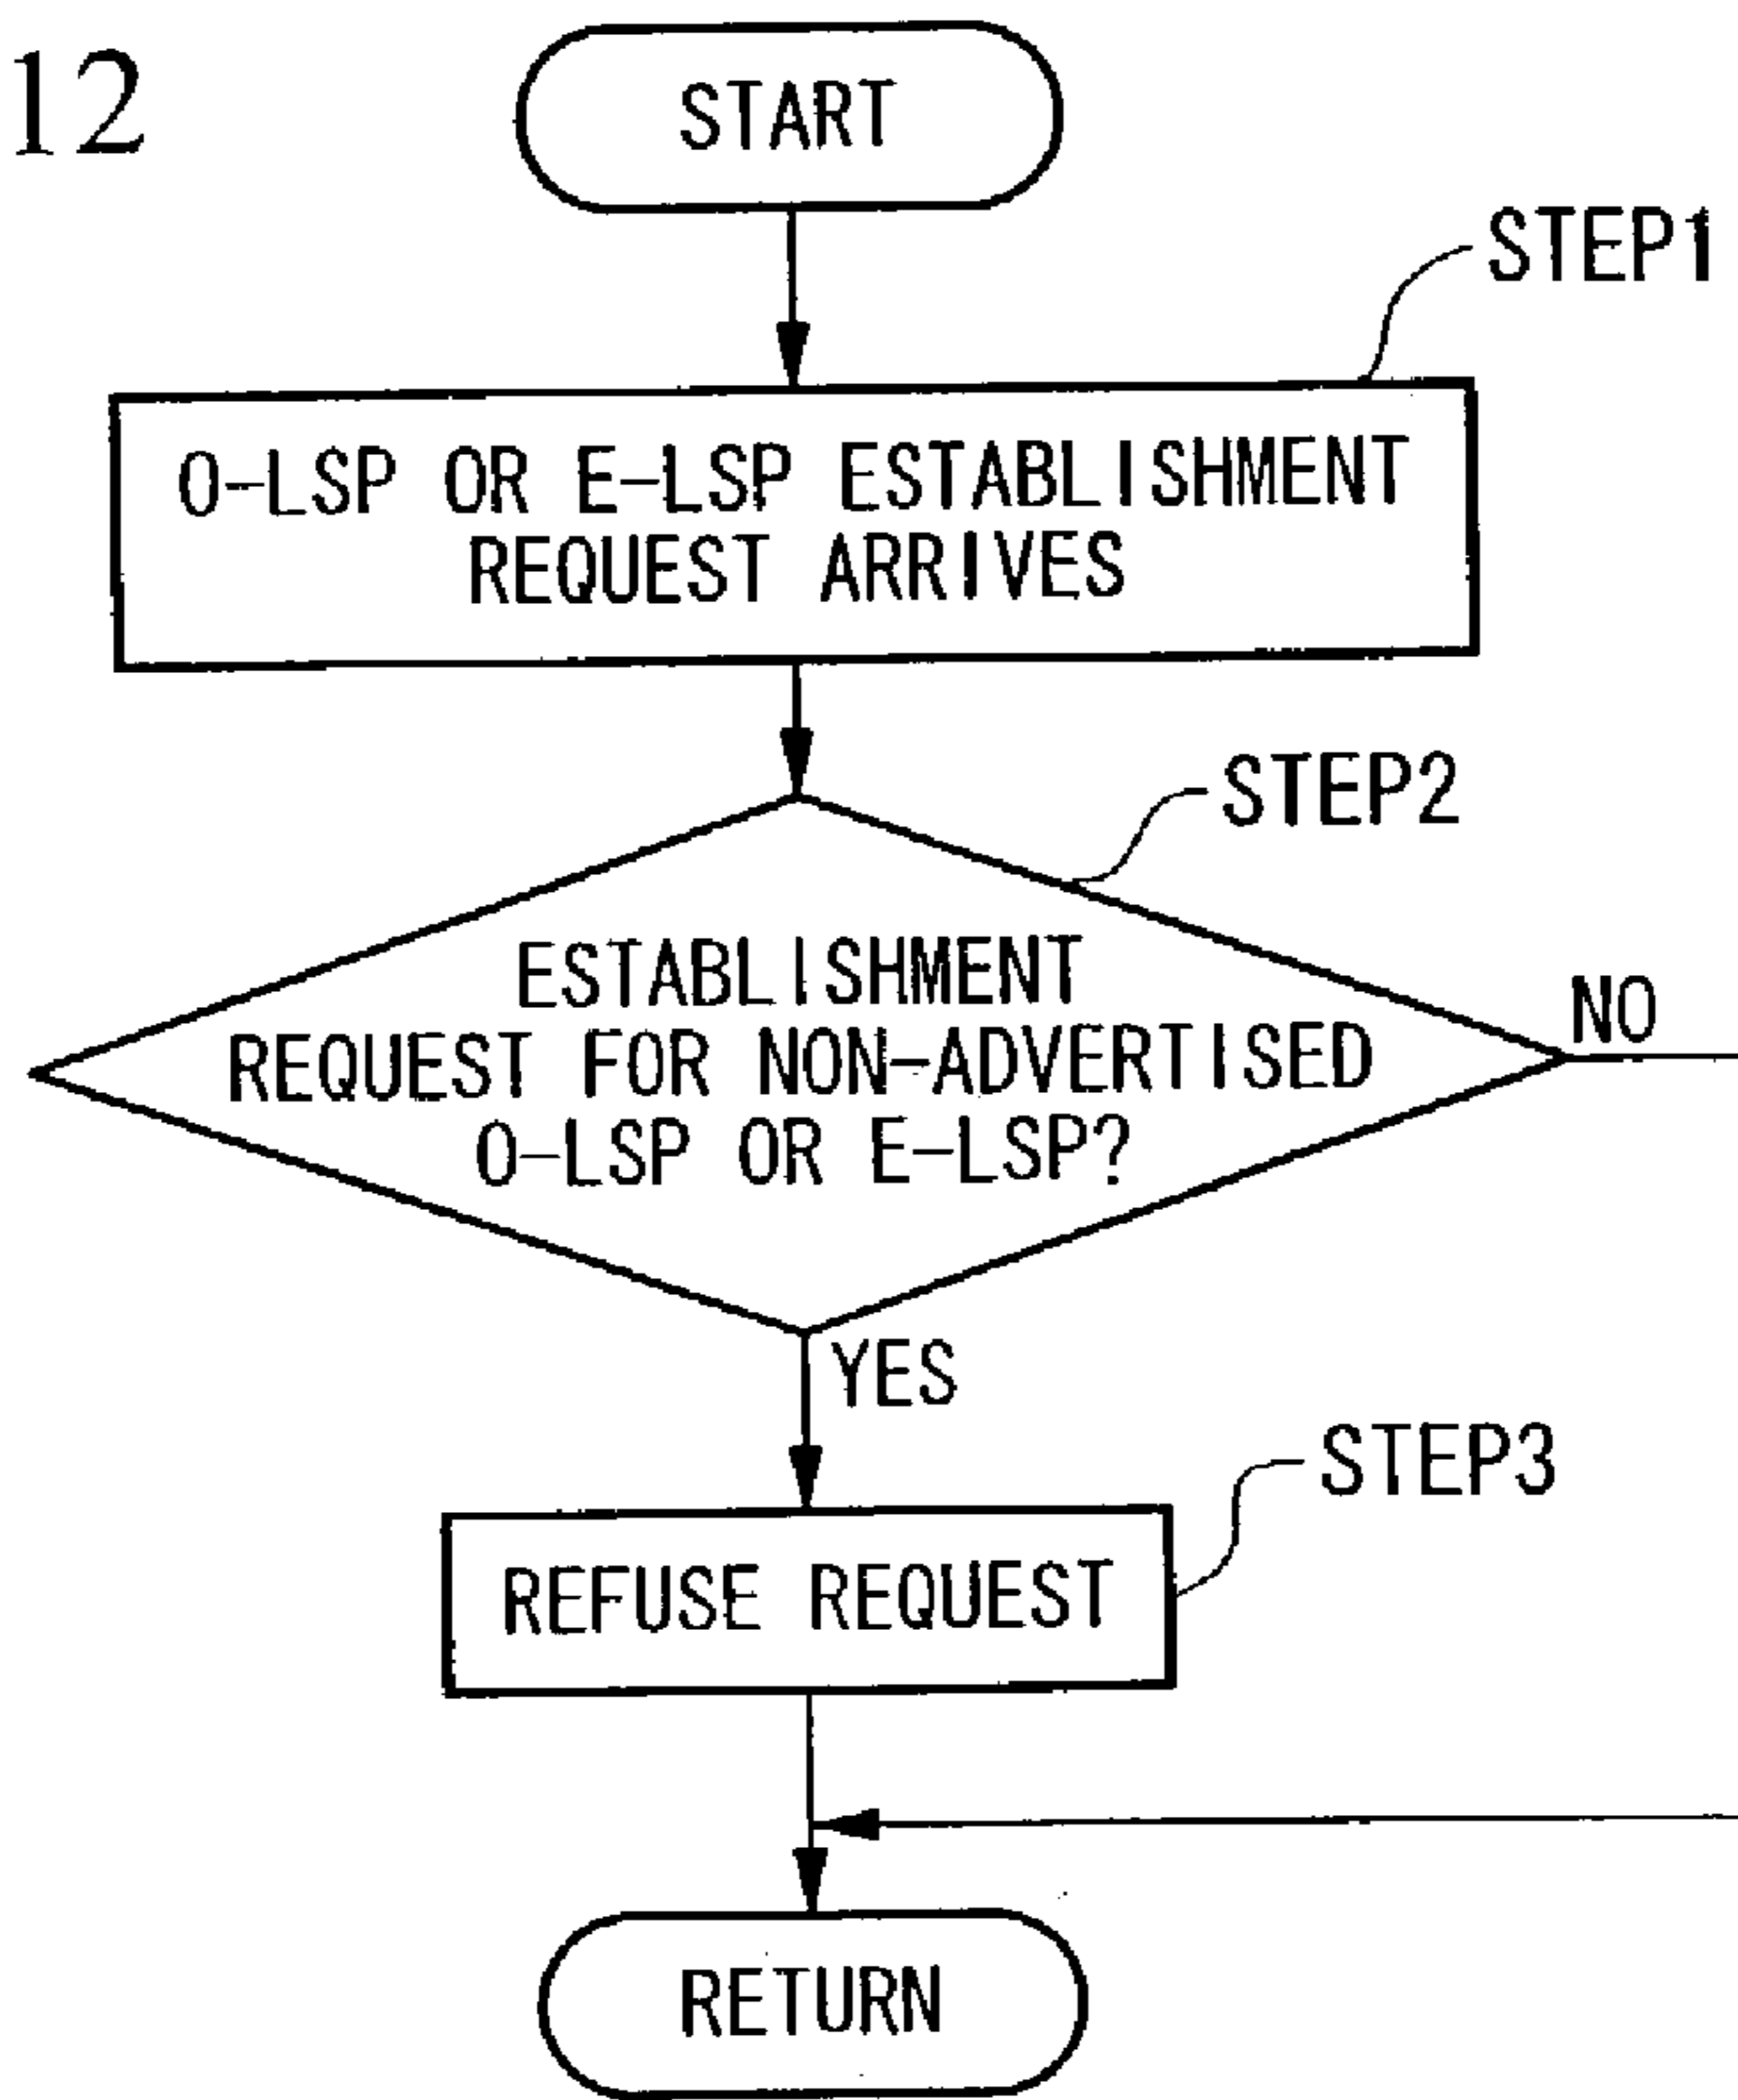 12
START
STEP1
O-LSP OR E-LSP ESTABLISHMENT
REQUEST ARRIVES
STEP2
ESTABLISHMENT
REQUEST FOR NON-ADVERTISED
O-LSP OR E-LSP?
NO
YES
STEP3
REFUSE REQUEST
RETURN